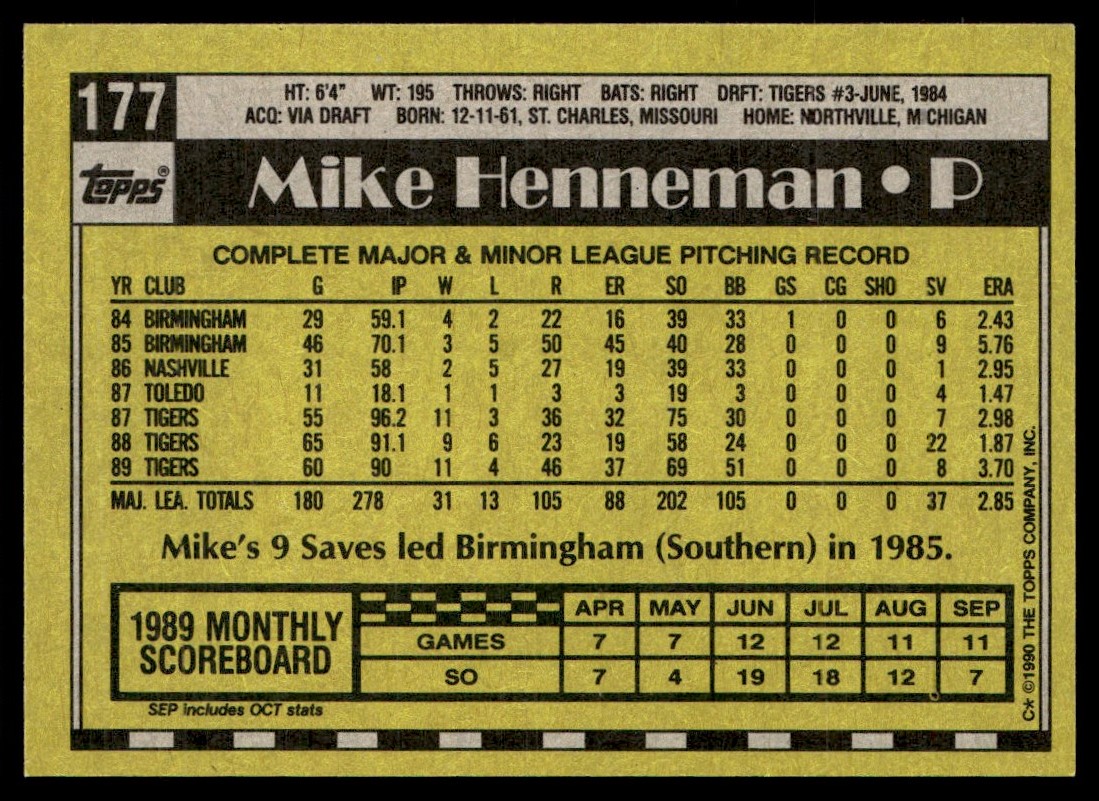 177
HT: 6'4" WT: 195 THROWS: RIGHT BATS: RIGHT DRFT: TIGERS #3-JUNE, 1984
ACQ: VIA DRAFT BORN: 12-11-61, ST. CHARLES, MISSOURI HOME: NORTHVILLE, M CHIGAN
topps®
Mike Henneman • P
COMPLETE MAJOR & MINOR LEAGUE PITCHING RECORD
YR CLUB G IP W L R ER SO BB GS CG SHO SV ERA
84 BIRMINGHAM 29 59.1 4 2 22 16 39 33 1 0 0 6 2.43
85 BIRMINGHAM 46 70.1 3 5 50 45 40 28 0 0 0 9 5.76
86 NASHVILLE 31 58 2 5 27 19 39 33 0 0 0 1 2.95
87 TOLEDO 11 18.1 1 1 3 3 19 3 0 0 0 4 1.47
87 TIGERS 55 96.2 11 3 36 32 75 30 0 0 0 7 2.98
88 TIGERS 65 91.1 9 6 23 19 58 24 0 0 0 22 1.87
89 TIGERS 60 90 11 4 46 37 69 51 0 0 0 8 3.70
MAJ. LEA. TOTALS 180 278 31 13 105 88 202 105 0 0 0 37 2.85
Mike's 9 Saves led Birmingham (Southern) in 1985.
1989 MONTHLY
SCOREBOARD
APR MAY JUN JUL AUG SEP
GAMES 7 7 12 12 11 11
SO 7 4 19 18 12 7
SEP includes OCT stats
C* ©1990 THE TOPPS COMPANY, INC.